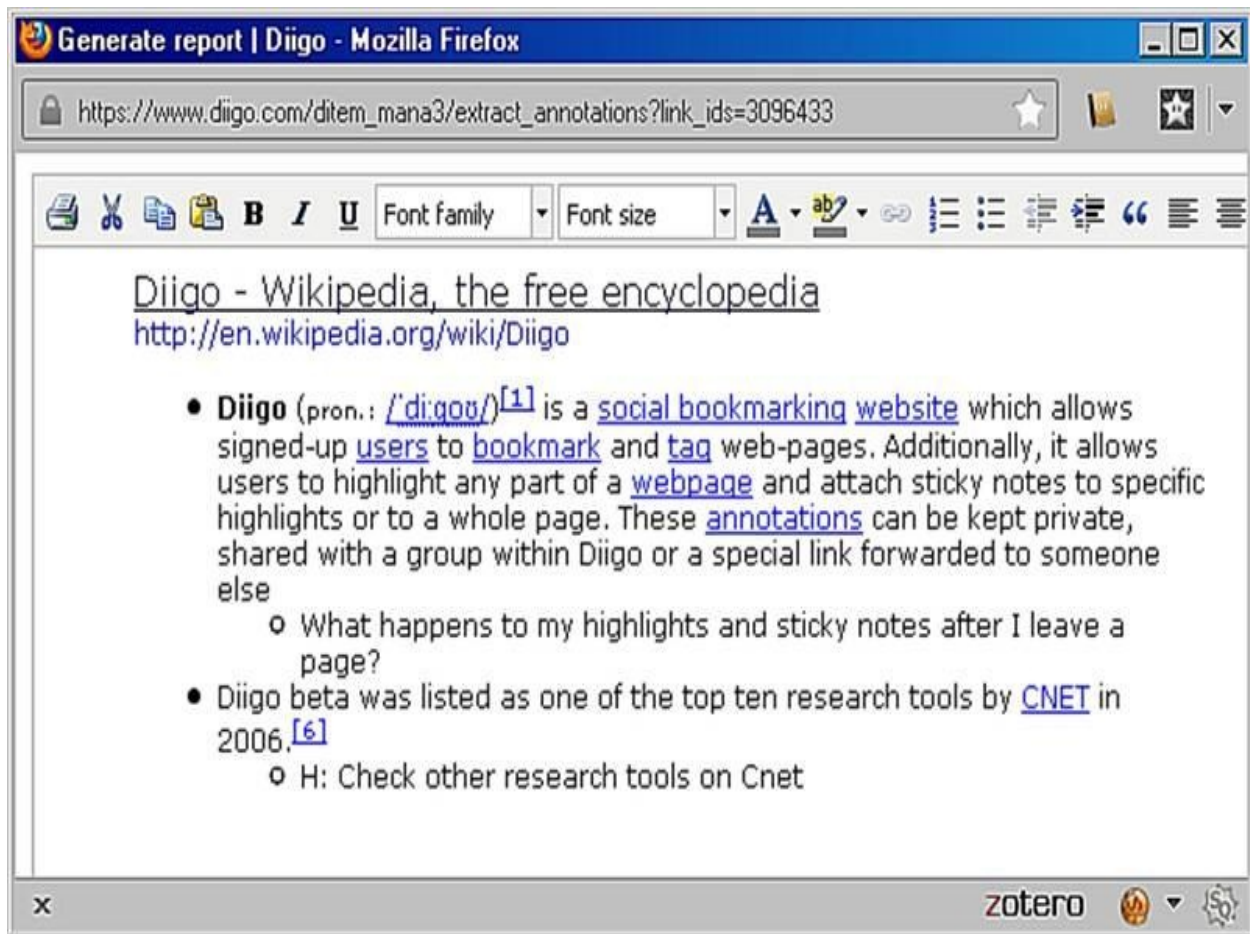 Generate report | Diigo - Mozilla Firefox
https://www.diigo.com/ditem_mana3/extract_annotations?link_ids=3096433
B I U Font family Font size A ab
Diigo - Wikipedia, the free encyclopedia
http://en.wikipedia.org/wiki/Diigo
• Diigo (pron.: /ˈdiːɡoʊ/)[1] is a social bookmarking website which allows
signed-up users to bookmark and tag web-pages. Additionally, it allows
users to highlight any part of a webpage and attach sticky notes to specific
highlights or to a whole page. These annotations can be kept private,
shared with a group within Diigo or a special link forwarded to someone
else
o What happens to my highlights and sticky notes after I leave a
page?
• Diigo beta was listed as one of the top ten research tools by CNET in
2006.[6]
o H: Check other research tools on Cnet
x zotero